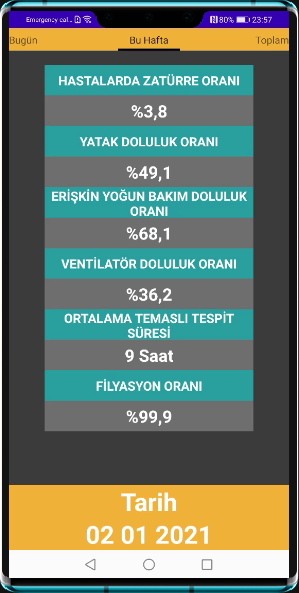 Emergency cal... 80% 23:57
Bugün Bu Hafta Toplam
HASTALARDA ZATÜRRE ORANI
%3,8
YATAK DOLULUK ORANI
%49,1
ERİŞKİN YOĞUN BAKIM DOLULUK
ORANI
%68,1
VENTİLATÖR DOLULUK ORANI
%36,2
ORTALAMA TEMASLI TESPİT
SÜRESİ
9 Saat
FİLYASYON ORANI
%99,9
Tarih
02 01 2021